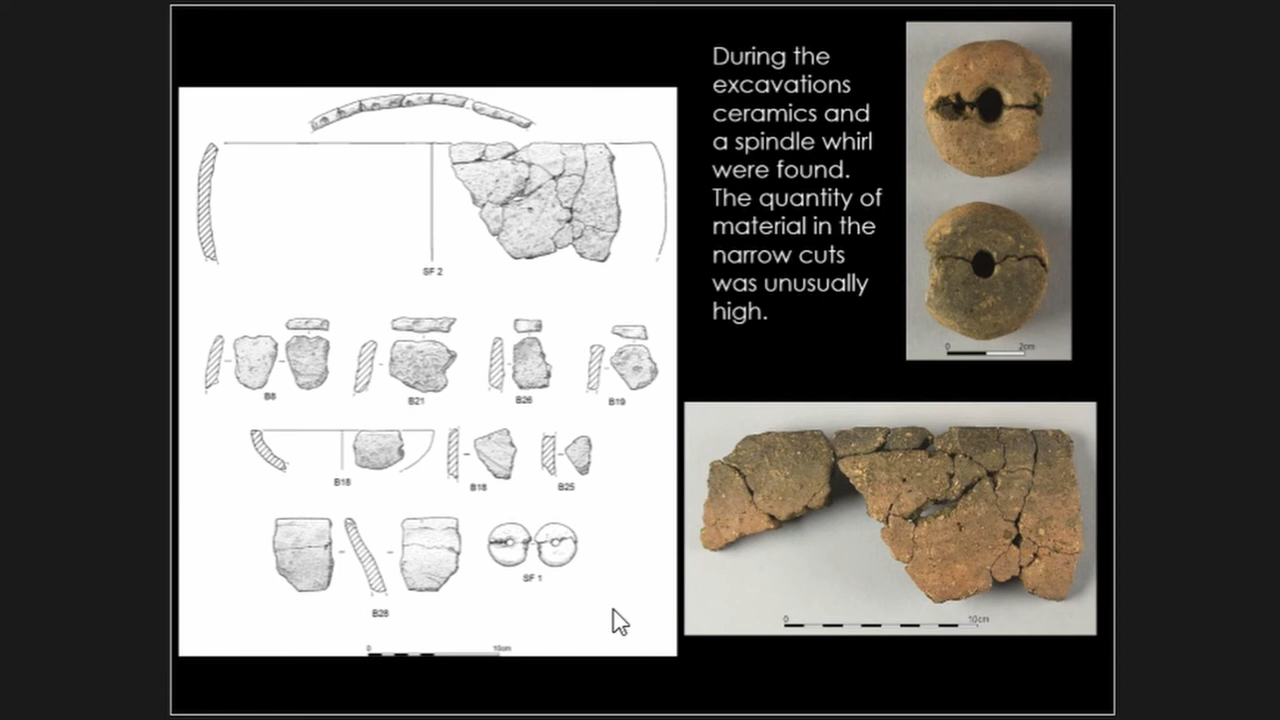 During the
excavations
ceramics and
a spindle whirl
were found.
The quantity of
material in the
narrow cuts
was unusually
high.
SF 2
B8
B21
B26
B19
B18
B18
B25
B28
SF 1
0 10cm
0 2cm
0 10cm